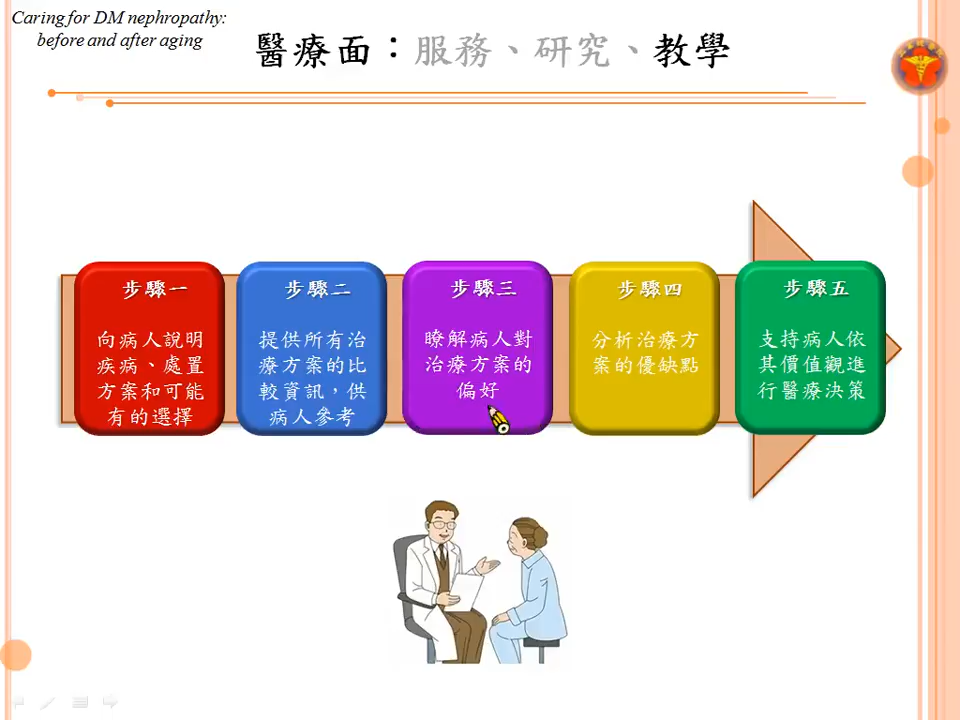 Caring for DM nephropathy:
before and after aging
醫療面：服務、研究、教學
步驟一
向病人說明
疾病、處置
方案和可能
有的選擇
步驟二
提供所有治
療方案的比
較資訊，供
病人參考
步驟三
瞭解病人對
治療方案的
偏好
步驟四
分析治療方
案的優缺點
步驟五
支持病人依
其價值觀進
行醫療決策